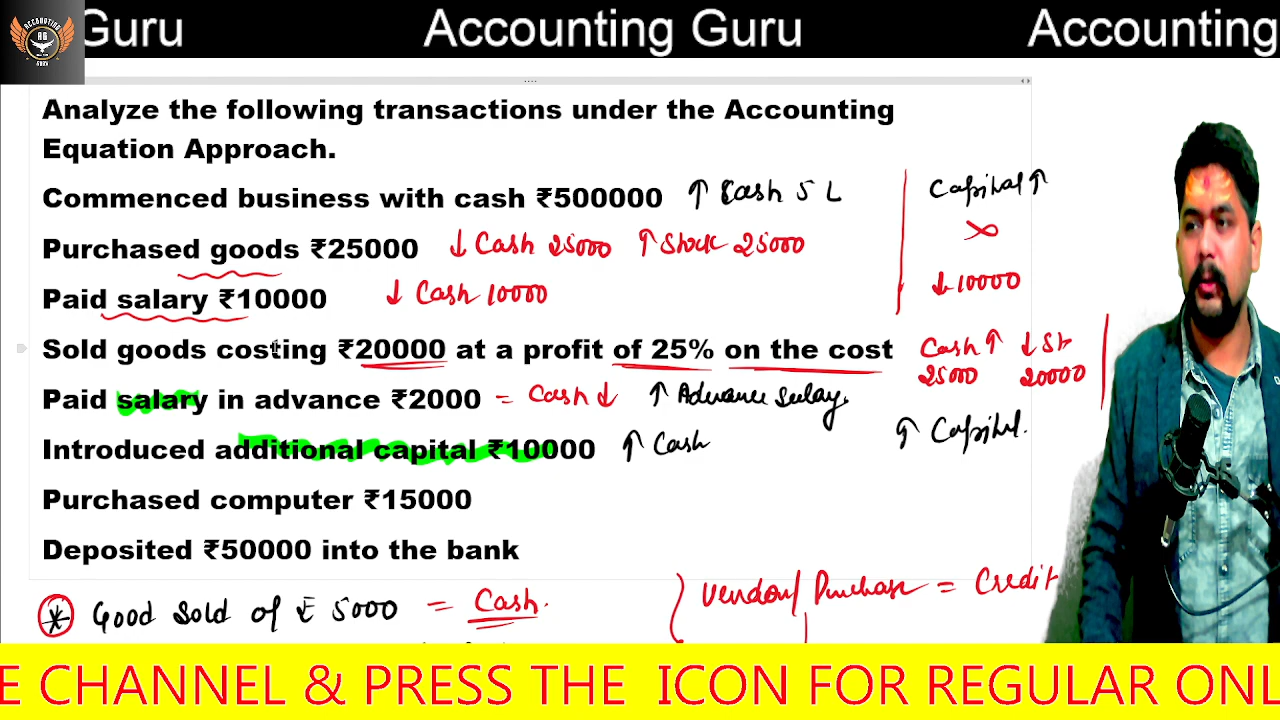 Guru Accounting Guru Accounting
ACCOUNTING
AG
GURU
Analyze the following transactions under the Accounting
Equation Approach.
Commenced business with cash ₹500000 ↑ Cash 5 L Capital ↑
Purchased goods ₹25000 ↓ Cash 25000 ↑ Stock 25000
Paid salary ₹10000 ↓ Cash 10000 ↓ 10000
Sold goods costing ₹20000 at a profit of 25% on the cost Cash ↑ ↓ St
25000 20000
Paid salary in advance ₹2000 = Cash ↓ ↑ Advance Salary.
Introduced additional capital ₹10000 ↑ Cash ↑ Capital.
Purchased computer ₹15000
Deposited ₹50000 into the bank
* Good Sold of ₹ 5000 = Cash. Vendor/ Purchase = Credit
E CHANNEL & PRESS THE ICON FOR REGULAR ONL